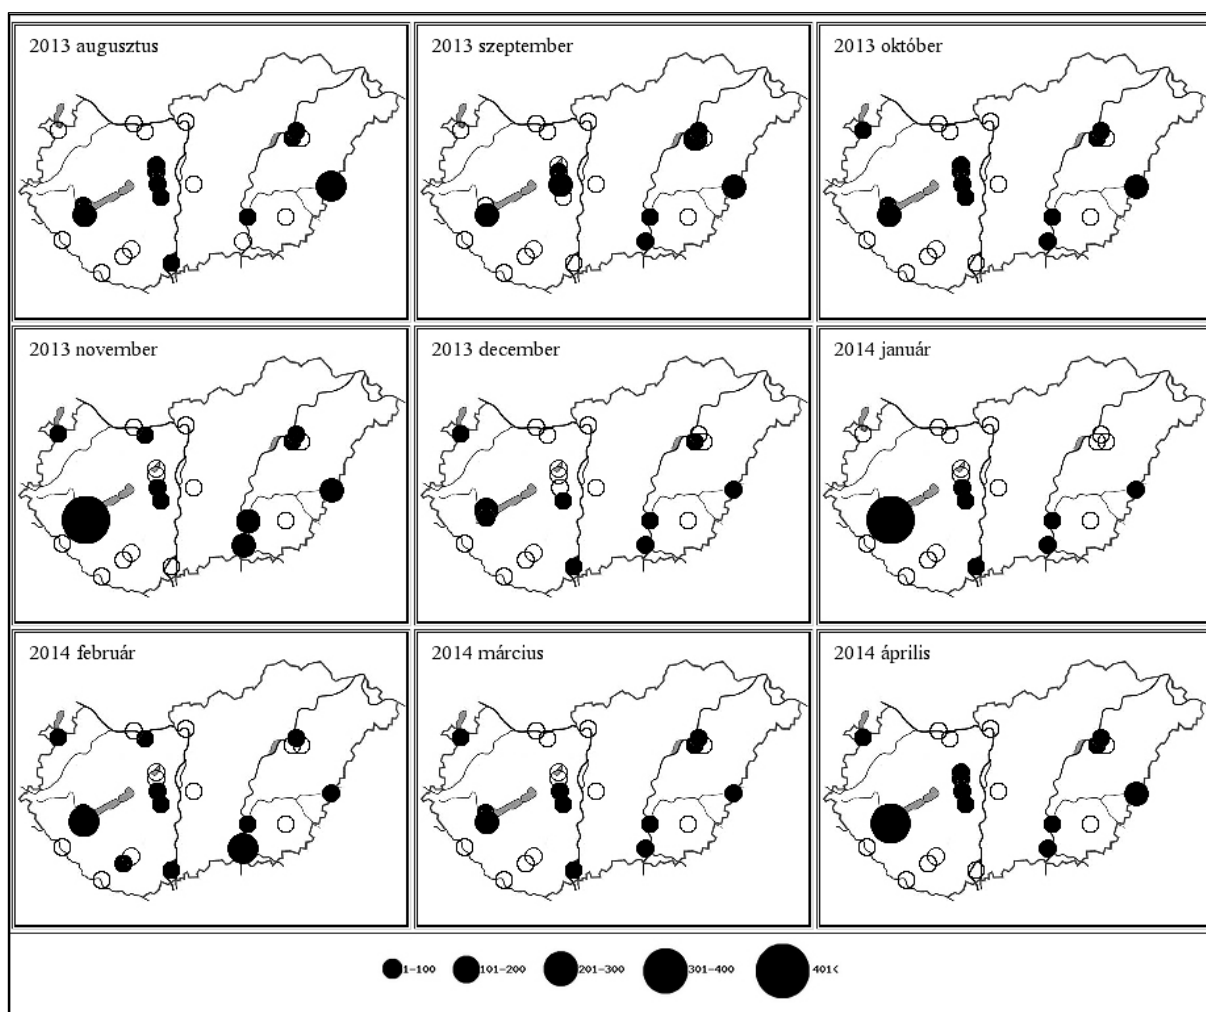 2013 augusztus
2013 szeptember
2013 október
2013 november
2013 december
2014 január
2014 február
2014 március
2014 április
1-100 101-200 201-300 301-400 401<